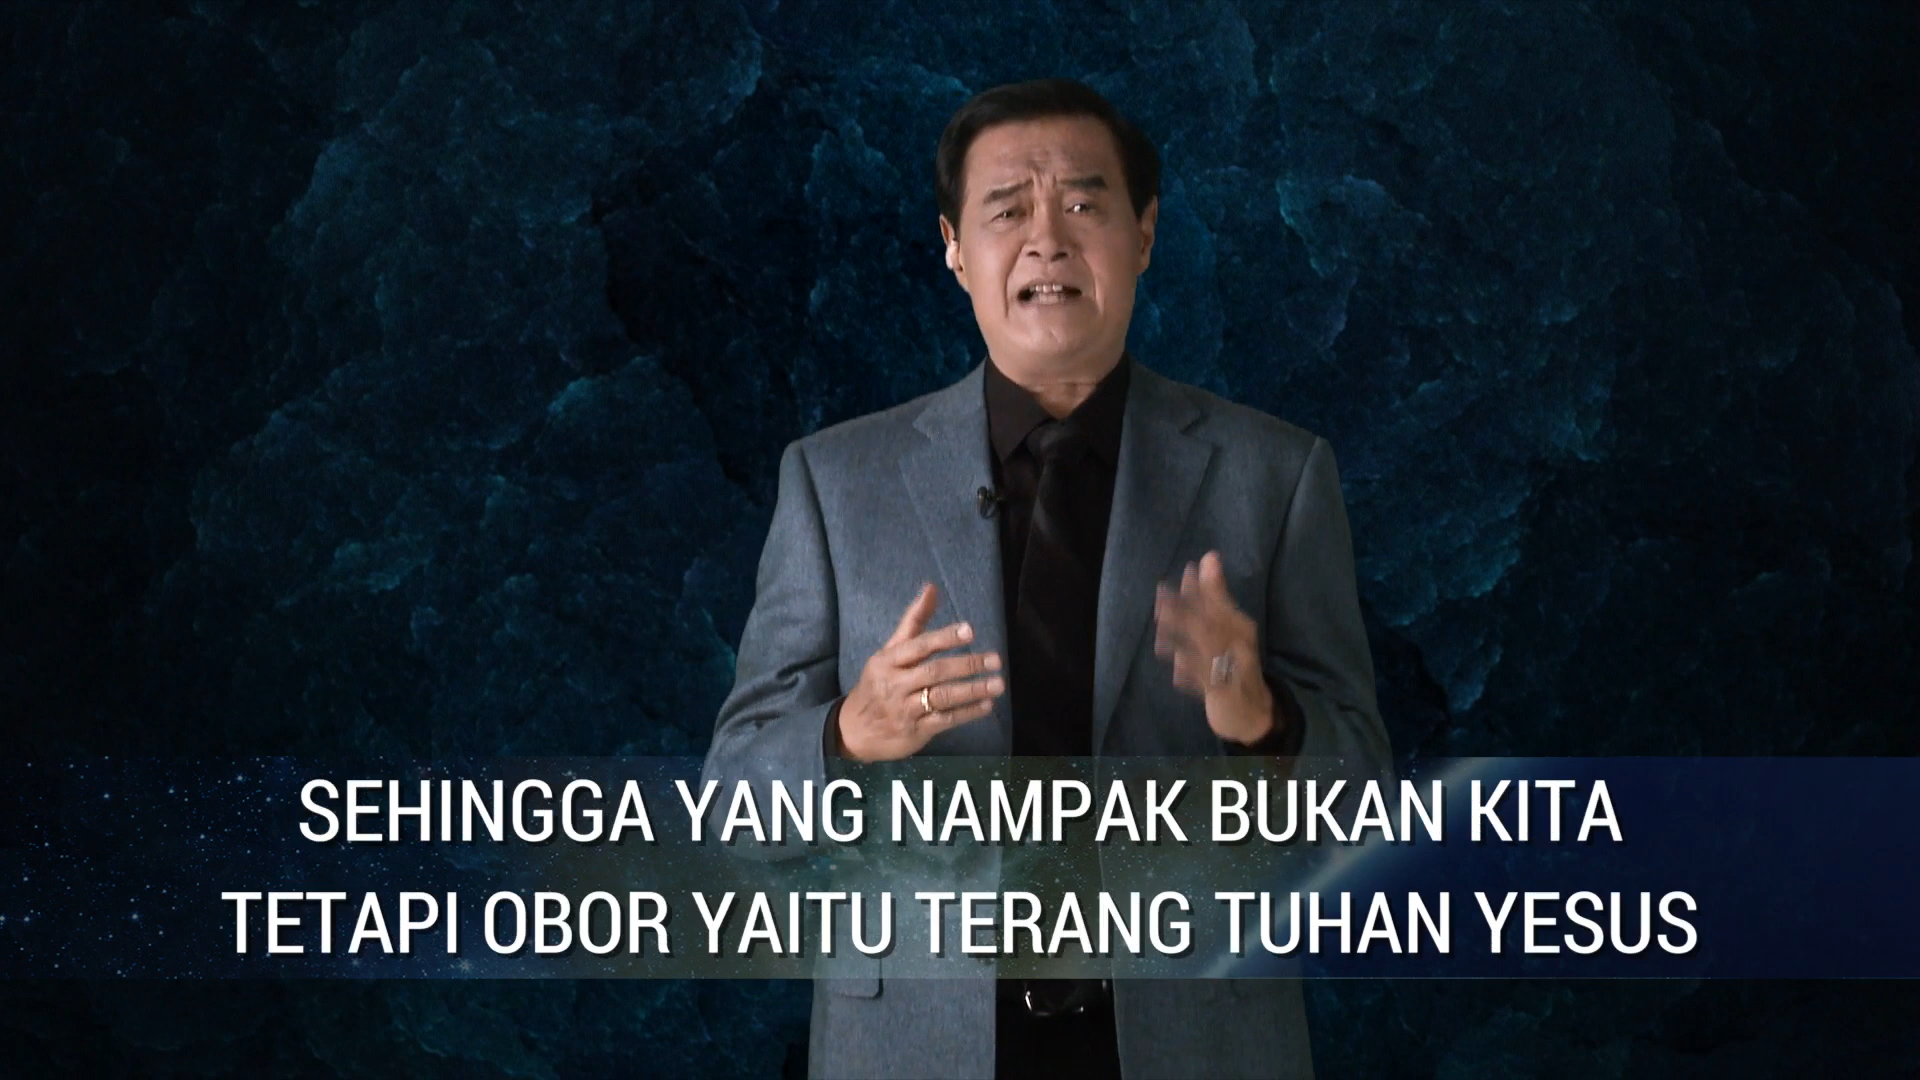 SEHINGGA YANG NAMPAK BUKAN KITA
TETAPI OBOR YAITU TERANG TUHAN YESUS